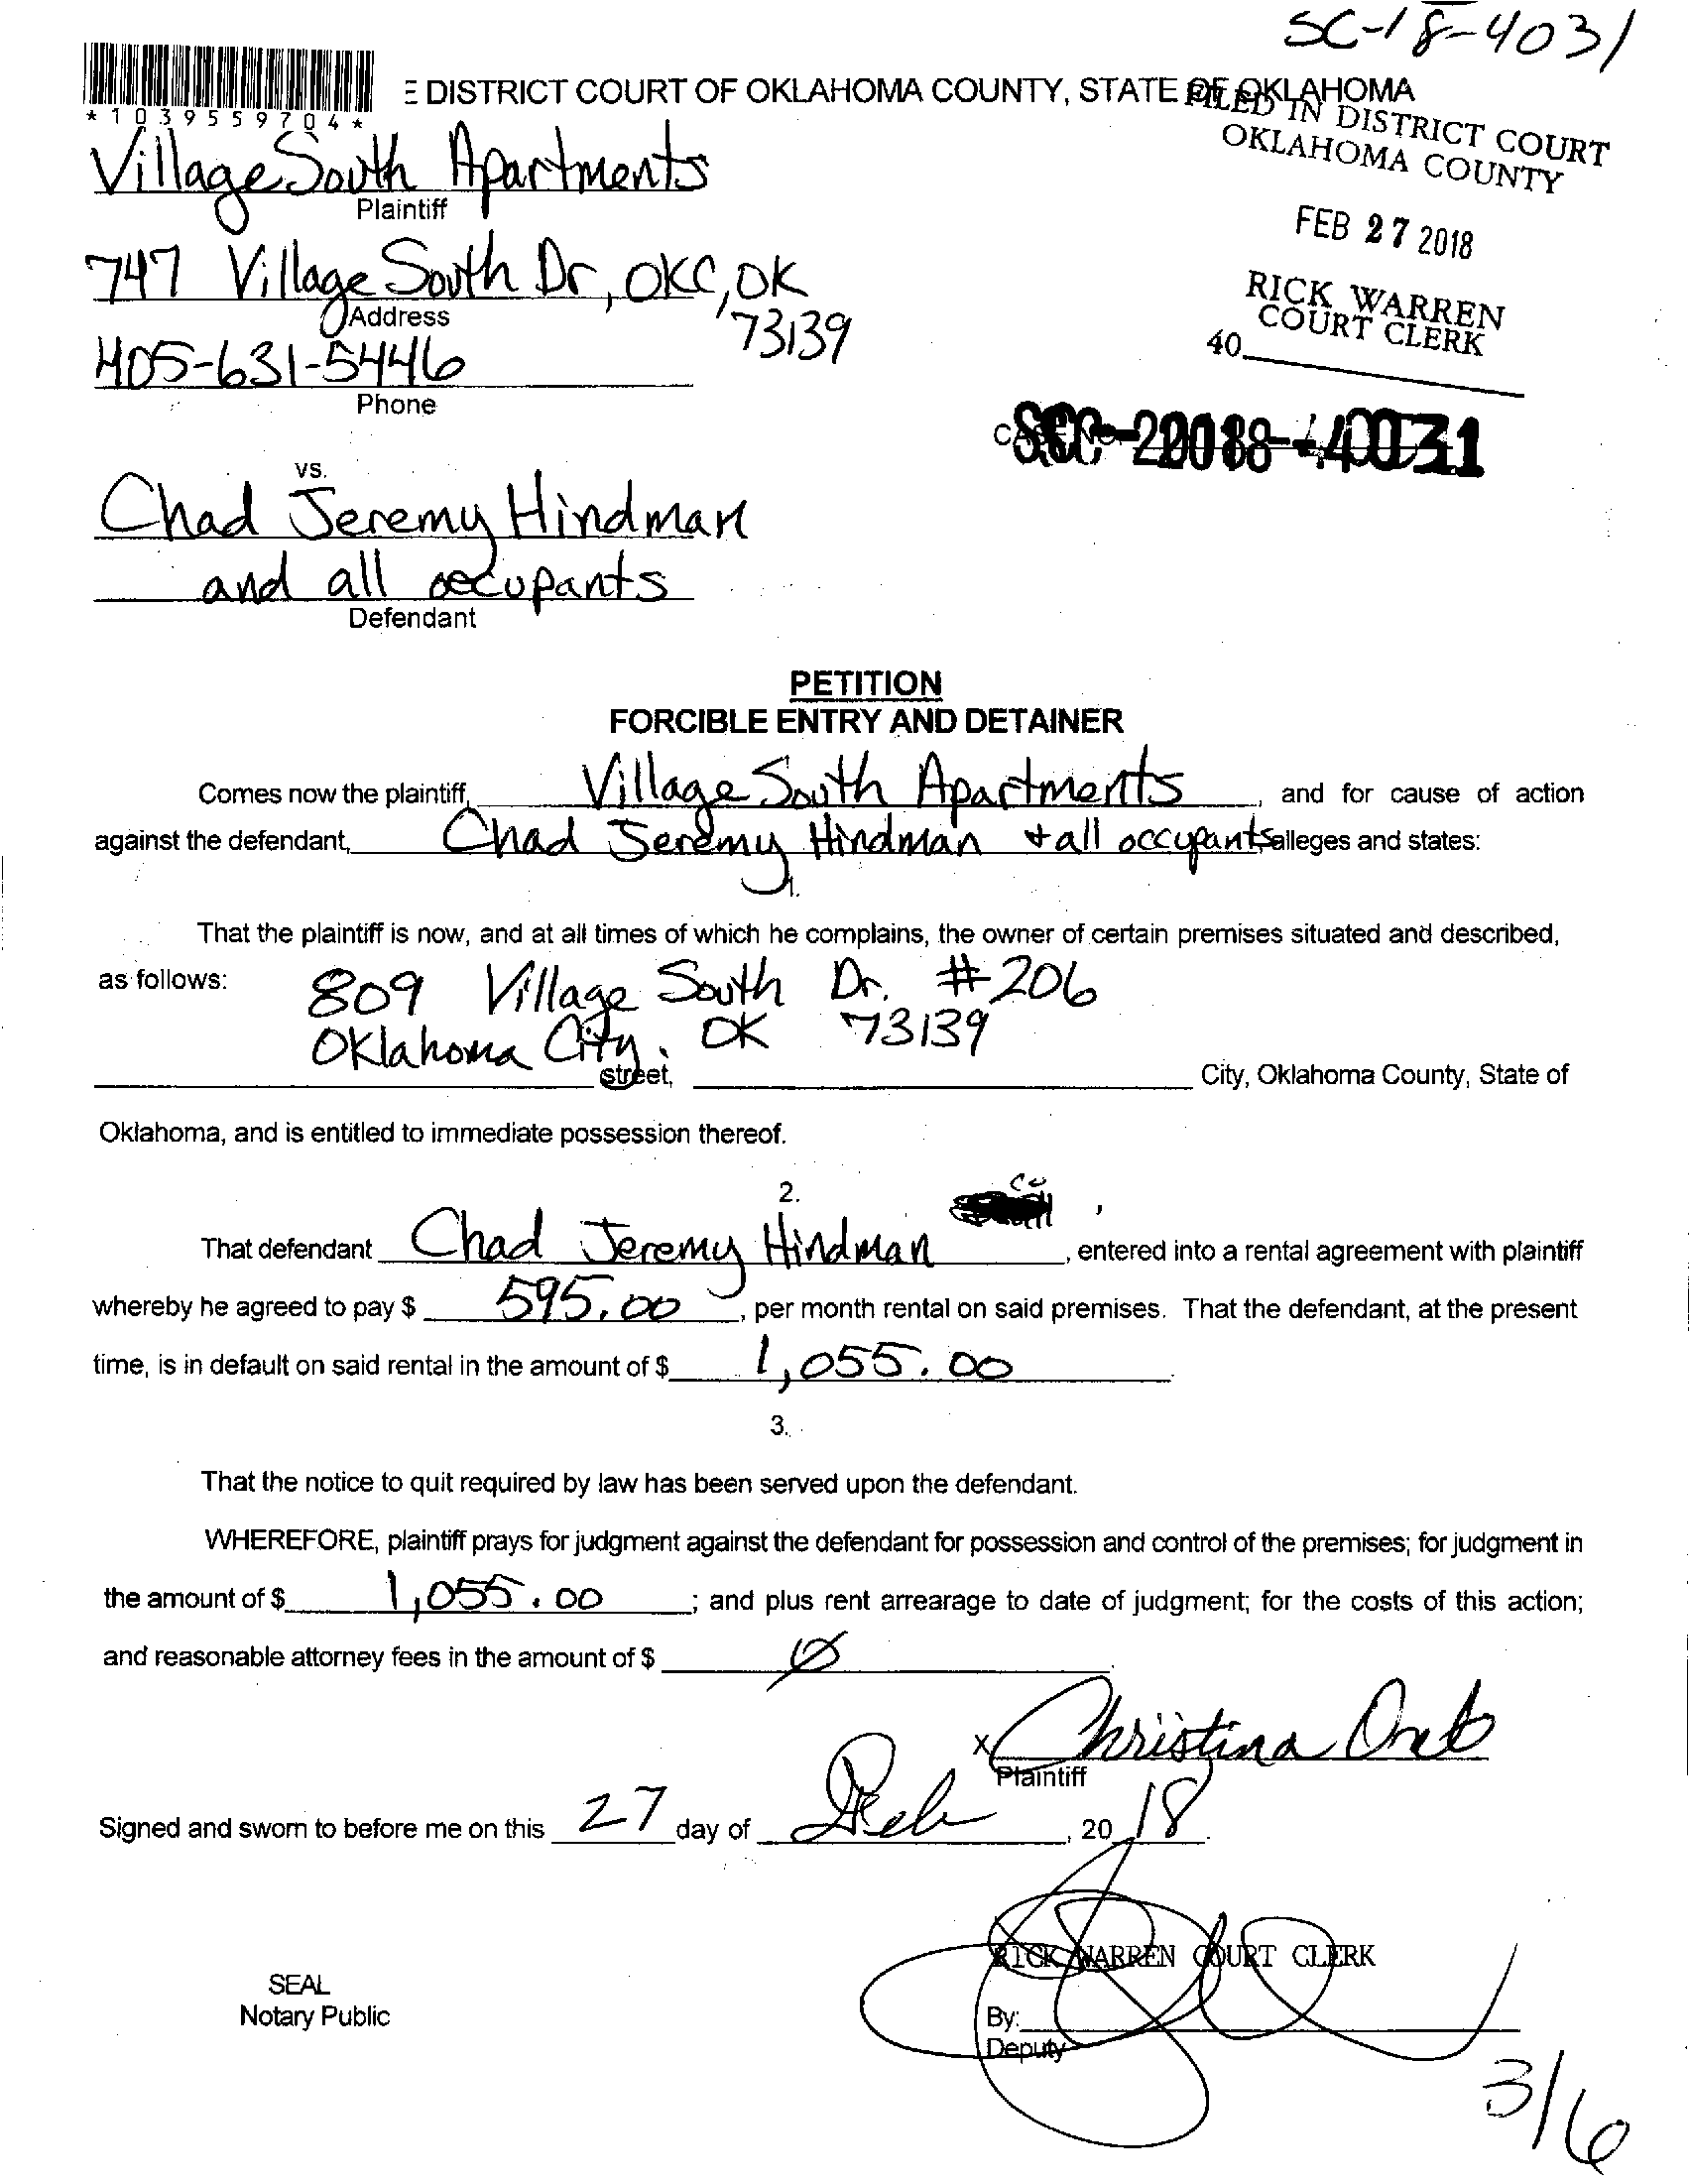 SC-18-4031
*1039559704*
E DISTRICT COURT OF OKLAHOMA COUNTY, STATE OF OKLAHOMA
FILED IN DISTRICT COURT
OKLAHOMA COUNTY
Village South Apartments
Plaintiff
FEB 27 2018
747 Village South Dr, OKC, OK
73139
Address
RICK WARREN
COURT CLERK
40
405-631-5446
Phone
SC-2018-4031
vs.
Chad Jeremy Hindman
and all occupants
Defendant
PETITION
FORCIBLE ENTRY AND DETAINER
Comes now the plaintiff, Village South Apartments, and for cause of action
against the defendant, Chad Jeremy Hindman + all occupants alleges and states:
1.
That the plaintiff is now, and at all times of which he complains, the owner of certain premises situated and described,
as follows: 809 Village South Dr. #206
Oklahoma City, OK 73139
street, City, Oklahoma County, State of
Oklahoma, and is entitled to immediate possession thereof.
2.
That defendant Chad Jeremy Hindman, entered into a rental agreement with plaintiff
whereby he agreed to pay $ 595.00, per month rental on said premises. That the defendant, at the present
time, is in default on said rental in the amount of $ 1,055.00
3.
That the notice to quit required by law has been served upon the defendant.
WHEREFORE, plaintiff prays for judgment against the defendant for possession and control of the premises; for judgment in
the amount of $ 1,055.00; and plus rent arrearage to date of judgment; for the costs of this action;
and reasonable attorney fees in the amount of $ Ø.
x Christina
Plaintiff
Signed and sworn to before me on this 27 day of Feb, 2018.
RICK WARREN COURT CLERK
SEAL
Notary Public
By:
Deputy
3/6